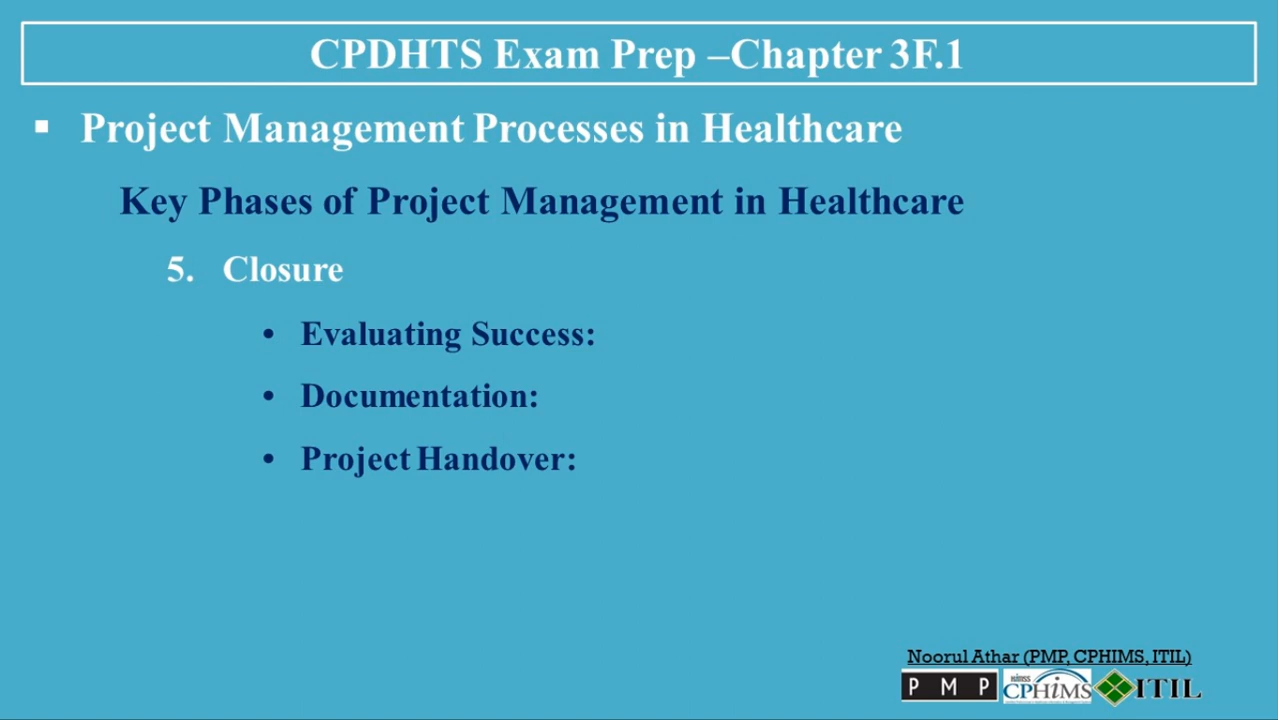 CPDHTS Exam Prep –Chapter 3F.1
▪ Project Management Processes in Healthcare
Key Phases of Project Management in Healthcare
5. Closure
• Evaluating Success:
• Documentation:
• Project Handover:
Noorul Athar (PMP, CPHIMS, ITIL)
P M P himss CPHIMS ITIL